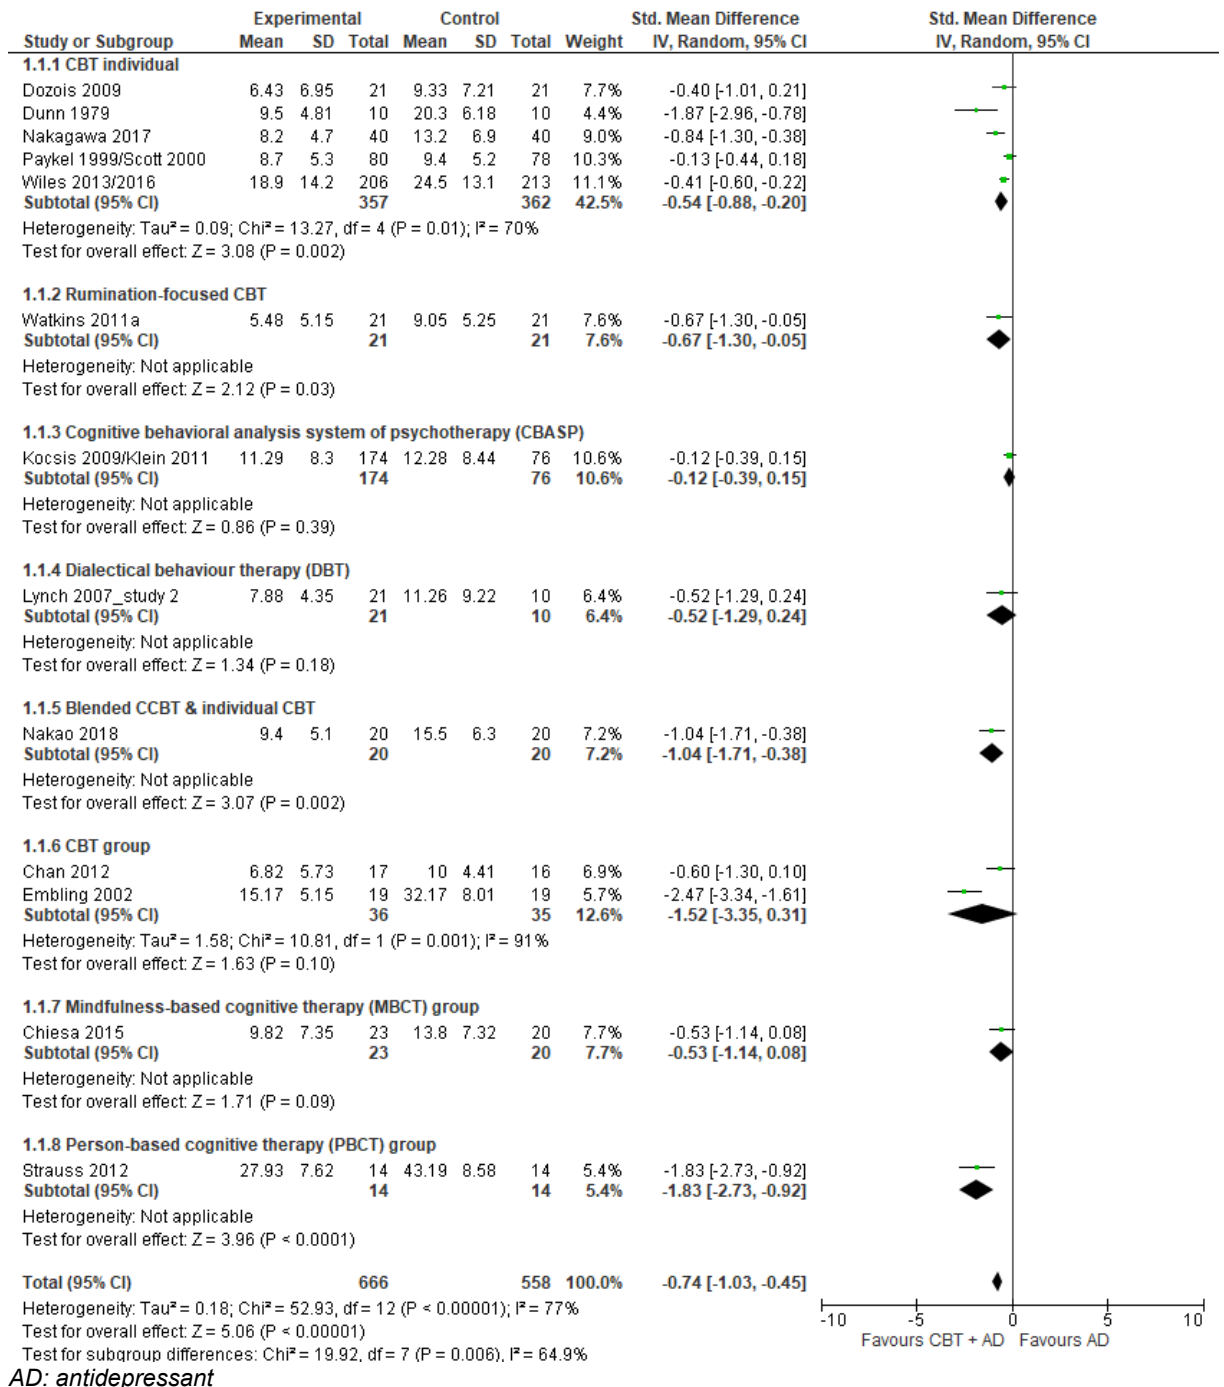 Experimental Control Std. Mean Difference Std. Mean Difference
Study or Subgroup Mean SD Total Mean SD Total Weight IV, Random, 95% CI IV, Random, 95% CI
1.1.1 CBT individual
Dozois 2009 6.43 6.95 21 9.33 7.21 21 7.7% -0.40 [-1.01, 0.21]
Dunn 1979 9.5 4.81 10 20.3 6.18 10 4.4% -1.87 [-2.96, -0.78]
Nakagawa 2017 8.2 4.7 40 13.2 6.9 40 9.0% -0.84 [-1.30, -0.38]
Paykel 1999/Scott 2000 8.7 5.3 80 9.4 5.2 78 10.3% -0.13 [-0.44, 0.18]
Wiles 2013/2016 18.9 14.2 206 24.5 13.1 213 11.1% -0.41 [-0.60, -0.22]
Subtotal (95% CI) 357 362 42.5% -0.54 [-0.88, -0.20]
Heterogeneity: Tau² = 0.09; Chi² = 13.27, df = 4 (P = 0.01); I² = 70%
Test for overall effect: Z = 3.08 (P = 0.002)
1.1.2 Rumination-focused CBT
Watkins 2011a 5.48 5.15 21 9.05 5.25 21 7.6% -0.67 [-1.30, -0.05]
Subtotal (95% CI) 21 21 7.6% -0.67 [-1.30, -0.05]
Heterogeneity: Not applicable
Test for overall effect: Z = 2.12 (P = 0.03)
1.1.3 Cognitive behavioral analysis system of psychotherapy (CBASP)
Kocsis 2009/Klein 2011 11.29 8.3 174 12.28 8.44 76 10.6% -0.12 [-0.39, 0.15]
Subtotal (95% CI) 174 76 10.6% -0.12 [-0.39, 0.15]
Heterogeneity: Not applicable
Test for overall effect: Z = 0.86 (P = 0.39)
1.1.4 Dialectical behaviour therapy (DBT)
Lynch 2007_study 2 7.88 4.35 21 11.26 9.22 10 6.4% -0.52 [-1.29, 0.24]
Subtotal (95% CI) 21 10 6.4% -0.52 [-1.29, 0.24]
Heterogeneity: Not applicable
Test for overall effect: Z = 1.34 (P = 0.18)
1.1.5 Blended CCBT & individual CBT
Nakao 2018 9.4 5.1 20 15.5 6.3 20 7.2% -1.04 [-1.71, -0.38]
Subtotal (95% CI) 20 20 7.2% -1.04 [-1.71, -0.38]
Heterogeneity: Not applicable
Test for overall effect: Z = 3.07 (P = 0.002)
1.1.6 CBT group
Chan 2012 6.82 5.73 17 10 4.41 16 6.9% -0.60 [-1.30, 0.10]
Embling 2002 15.17 5.15 19 32.17 8.01 19 5.7% -2.47 [-3.34, -1.61]
Subtotal (95% CI) 36 35 12.6% -1.52 [-3.35, 0.31]
Heterogeneity: Tau² = 1.58; Chi² = 10.81, df = 1 (P = 0.001); I² = 91%
Test for overall effect: Z = 1.63 (P = 0.10)
1.1.7 Mindfulness-based cognitive therapy (MBCT) group
Chiesa 2015 9.82 7.35 23 13.8 7.32 20 7.7% -0.53 [-1.14, 0.08]
Subtotal (95% CI) 23 20 7.7% -0.53 [-1.14, 0.08]
Heterogeneity: Not applicable
Test for overall effect: Z = 1.71 (P = 0.09)
1.1.8 Person-based cognitive therapy (PBCT) group
Strauss 2012 27.93 7.62 14 43.19 8.58 14 5.4% -1.83 [-2.73, -0.92]
Subtotal (95% CI) 14 14 5.4% -1.83 [-2.73, -0.92]
Heterogeneity: Not applicable
Test for overall effect: Z = 3.96 (P < 0.0001)
Total (95% CI) 666 558 100.0% -0.74 [-1.03, -0.45]
Heterogeneity: Tau² = 0.18; Chi² = 52.93, df = 12 (P < 0.00001); I² = 77%
Test for overall effect: Z = 5.06 (P < 0.00001)
Test for subgroup differences: Chi² = 19.92, df = 7 (P = 0.006), I² = 64.9%
-10 -5 0 5 10
Favours CBT + AD Favours AD
AD: antidepressant